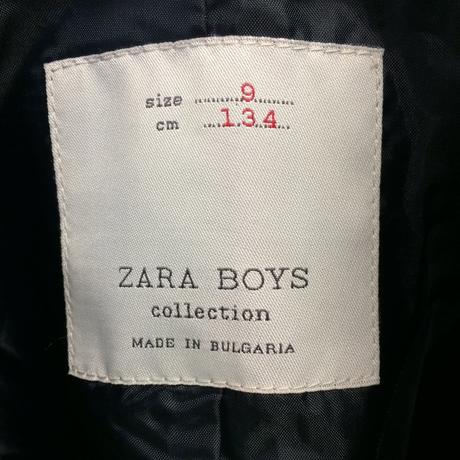 size 9
cm 134
ZARA BOYS
collection
MADE IN BULGARIA